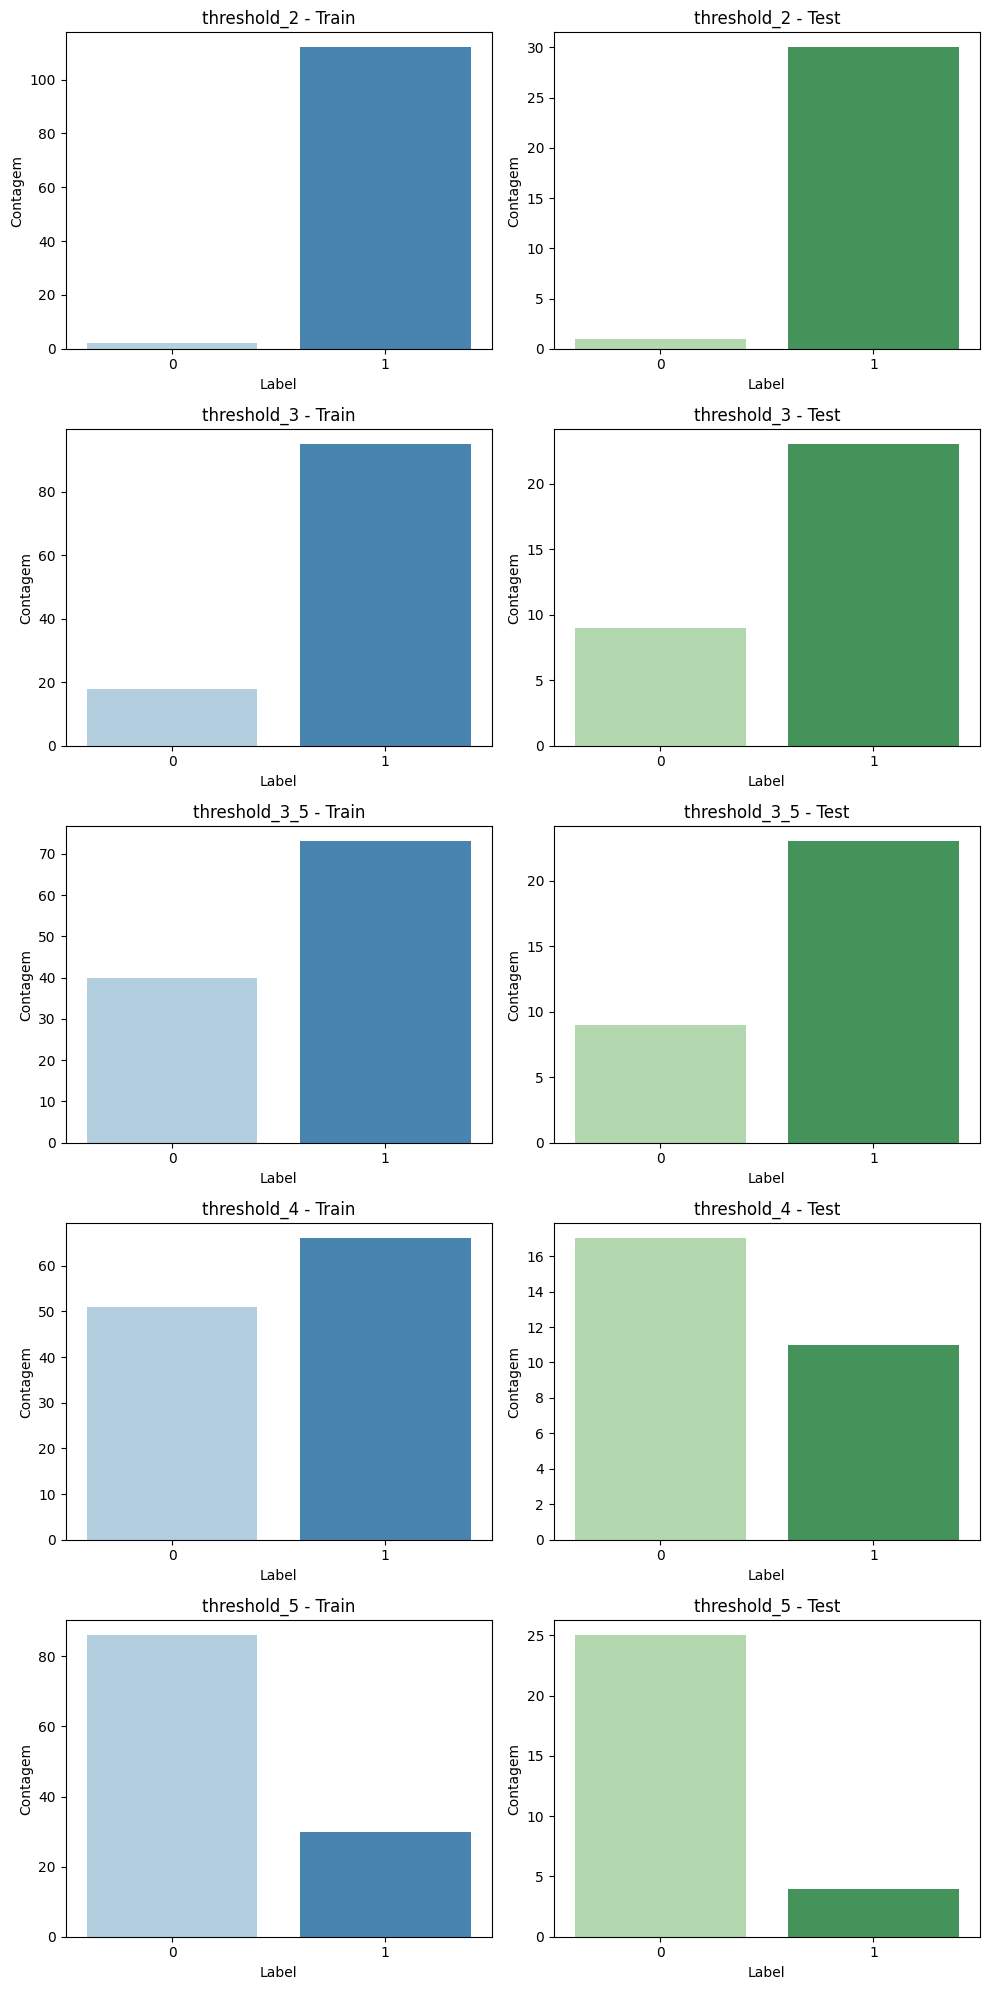 threshold_2 - Train
Contagem
100
80
60
40
20
0
0 1
Label
threshold_2 - Test
Contagem
30
25
20
15
10
5
0
0 1
Label
threshold_3 - Train
Contagem
80
60
40
20
0
0 1
Label
threshold_3 - Test
Contagem
20
15
10
5
0
0 1
Label
threshold_3_5 - Train
Contagem
70
60
50
40
30
20
10
0
0 1
Label
threshold_3_5 - Test
Contagem
20
15
10
5
0
0 1
Label
threshold_4 - Train
Contagem
60
50
40
30
20
10
0
0 1
Label
threshold_4 - Test
Contagem
16
14
12
10
8
6
4
2
0
0 1
Label
threshold_5 - Train
Contagem
80
60
40
20
0
0 1
Label
threshold_5 - Test
Contagem
25
20
15
10
5
0
0 1
Label